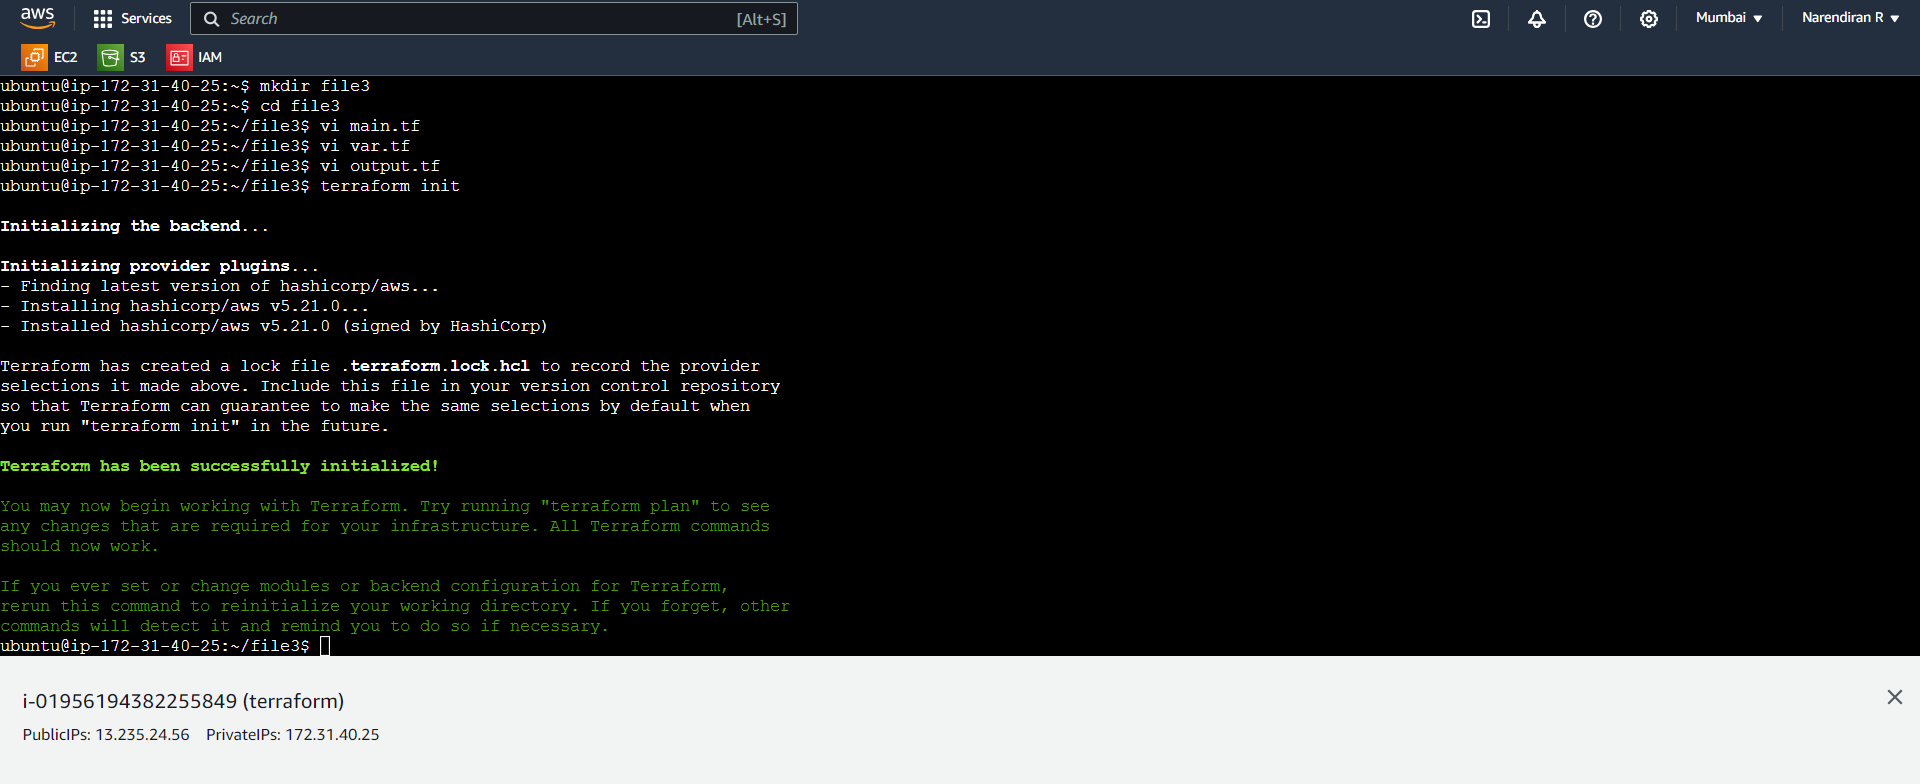 aws
Services
Search
[Alt+S]
Mumbai ▼
Narendiran R ▼
EC2
S3
IAM
ubuntu@ip-172-31-40-25:~$ mkdir file3
ubuntu@ip-172-31-40-25:~$ cd file3
ubuntu@ip-172-31-40-25:~/file3$ vi main.tf
ubuntu@ip-172-31-40-25:~/file3$ vi var.tf
ubuntu@ip-172-31-40-25:~/file3$ vi output.tf
ubuntu@ip-172-31-40-25:~/file3$ terraform init
Initializing the backend...
Initializing provider plugins...
- Finding latest version of hashicorp/aws...
- Installing hashicorp/aws v5.21.0...
- Installed hashicorp/aws v5.21.0 (signed by HashiCorp)
Terraform has created a lock file .terraform.lock.hcl to record the provider
selections it made above. Include this file in your version control repository
so that Terraform can guarantee to make the same selections by default when
you run "terraform init" in the future.
Terraform has been successfully initialized!
You may now begin working with Terraform. Try running "terraform plan" to see
any changes that are required for your infrastructure. All Terraform commands
should now work.
If you ever set or change modules or backend configuration for Terraform,
rerun this command to reinitialize your working directory. If you forget, other
commands will detect it and remind you to do so if necessary.
ubuntu@ip-172-31-40-25:~/file3$
i-01956194382255849 (terraform)
PublicIPs: 13.235.24.56 PrivateIPs: 172.31.40.25